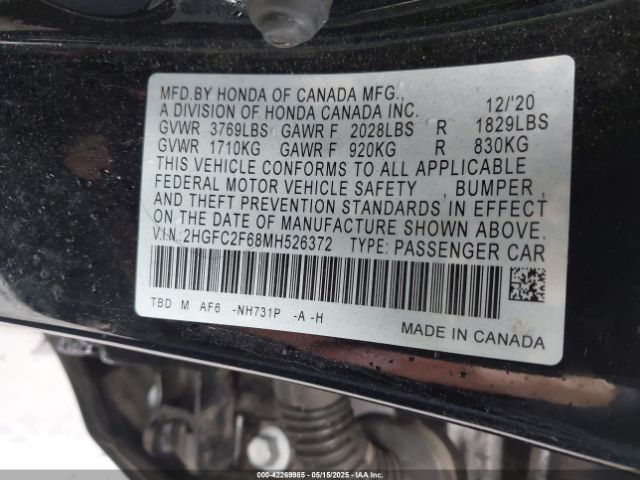 MFD.BY HONDA OF CANADA MFG.,
A DIVISION OF HONDA CANADA INC. 12/'20
GVWR 3769LBS GAWR F 2028LBS R 1829LBS
GVWR 1710KG GAWR F 920KG R 830KG
THIS VEHICLE CONFORMS TO ALL APPLICABLE
FEDERAL MOTOR VEHICLE SAFETY , BUMPER ,
AND THEFT PREVENTION STANDARDS IN EFFECT
ON THE DATE OF MANUFACTURE SHOWN ABOVE.
V.I.N:2HGFC2F68MH526372 TYPE: PASSENGER CAR
TBD M AF6 -NH731P -A -H
MADE IN CANADA
000-42269985 - 05/15/2025 - IAAI.COM